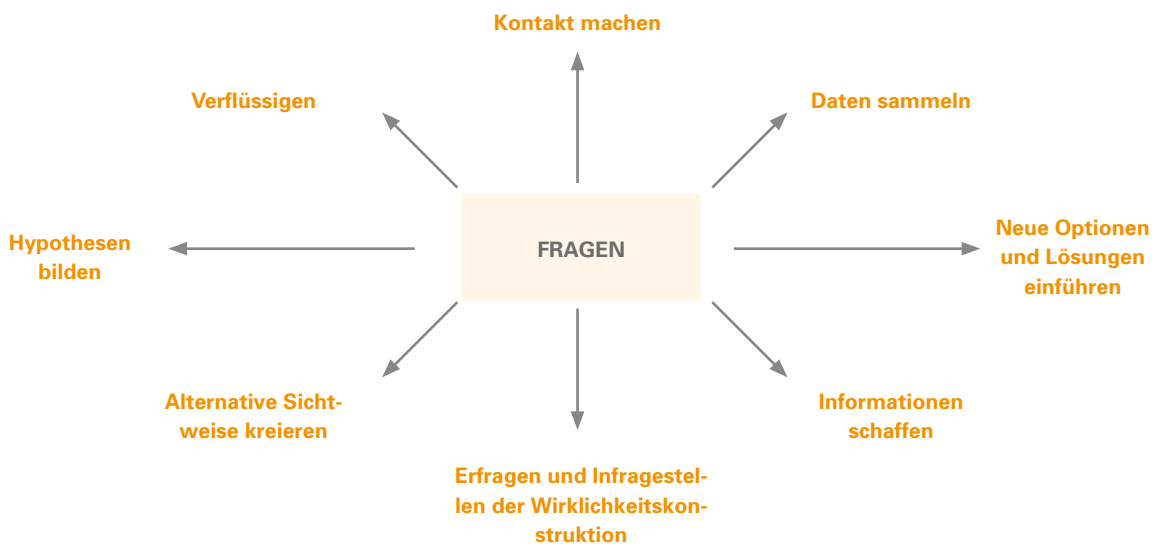 Kontakt machen
Verflüssigen
Daten sammeln
Hypothesen
bilden
FRAGEN
Neue Optionen
und Lösungen
einführen
Alternative Sicht-
weise kreieren
Informationen
schaffen
Erfragen und Infragestel-
len der Wirklichkeitskon-
struktion